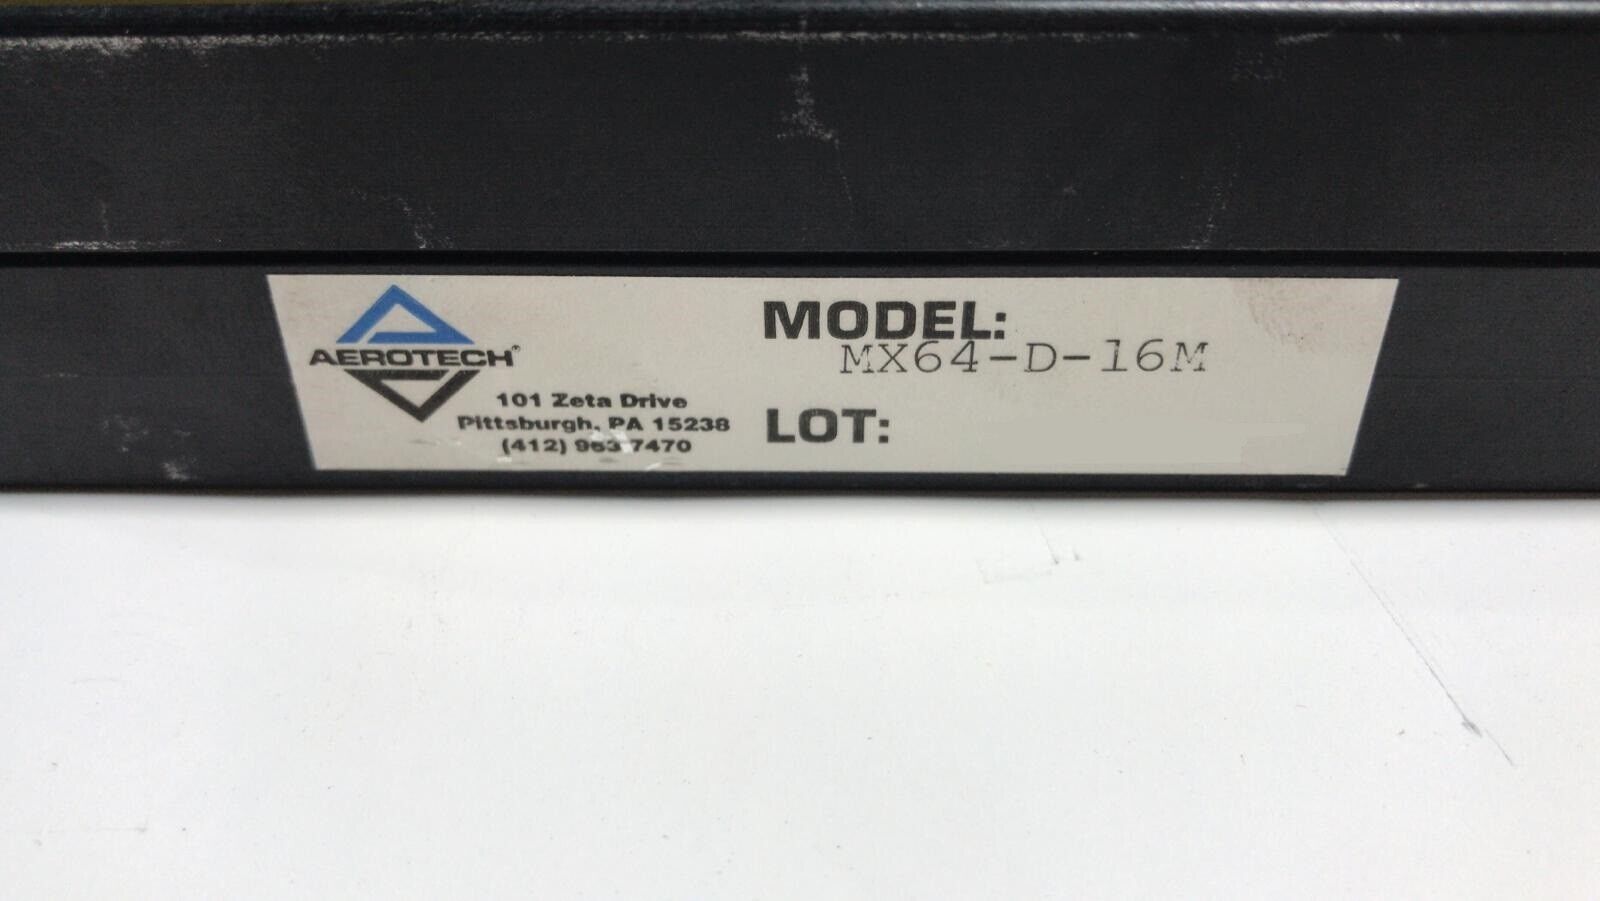 AEROTECH®
101 Zeta Drive
Pittsburgh, PA 15238
(412) 963-7470
MODEL:
MX64-D-16M
LOT: